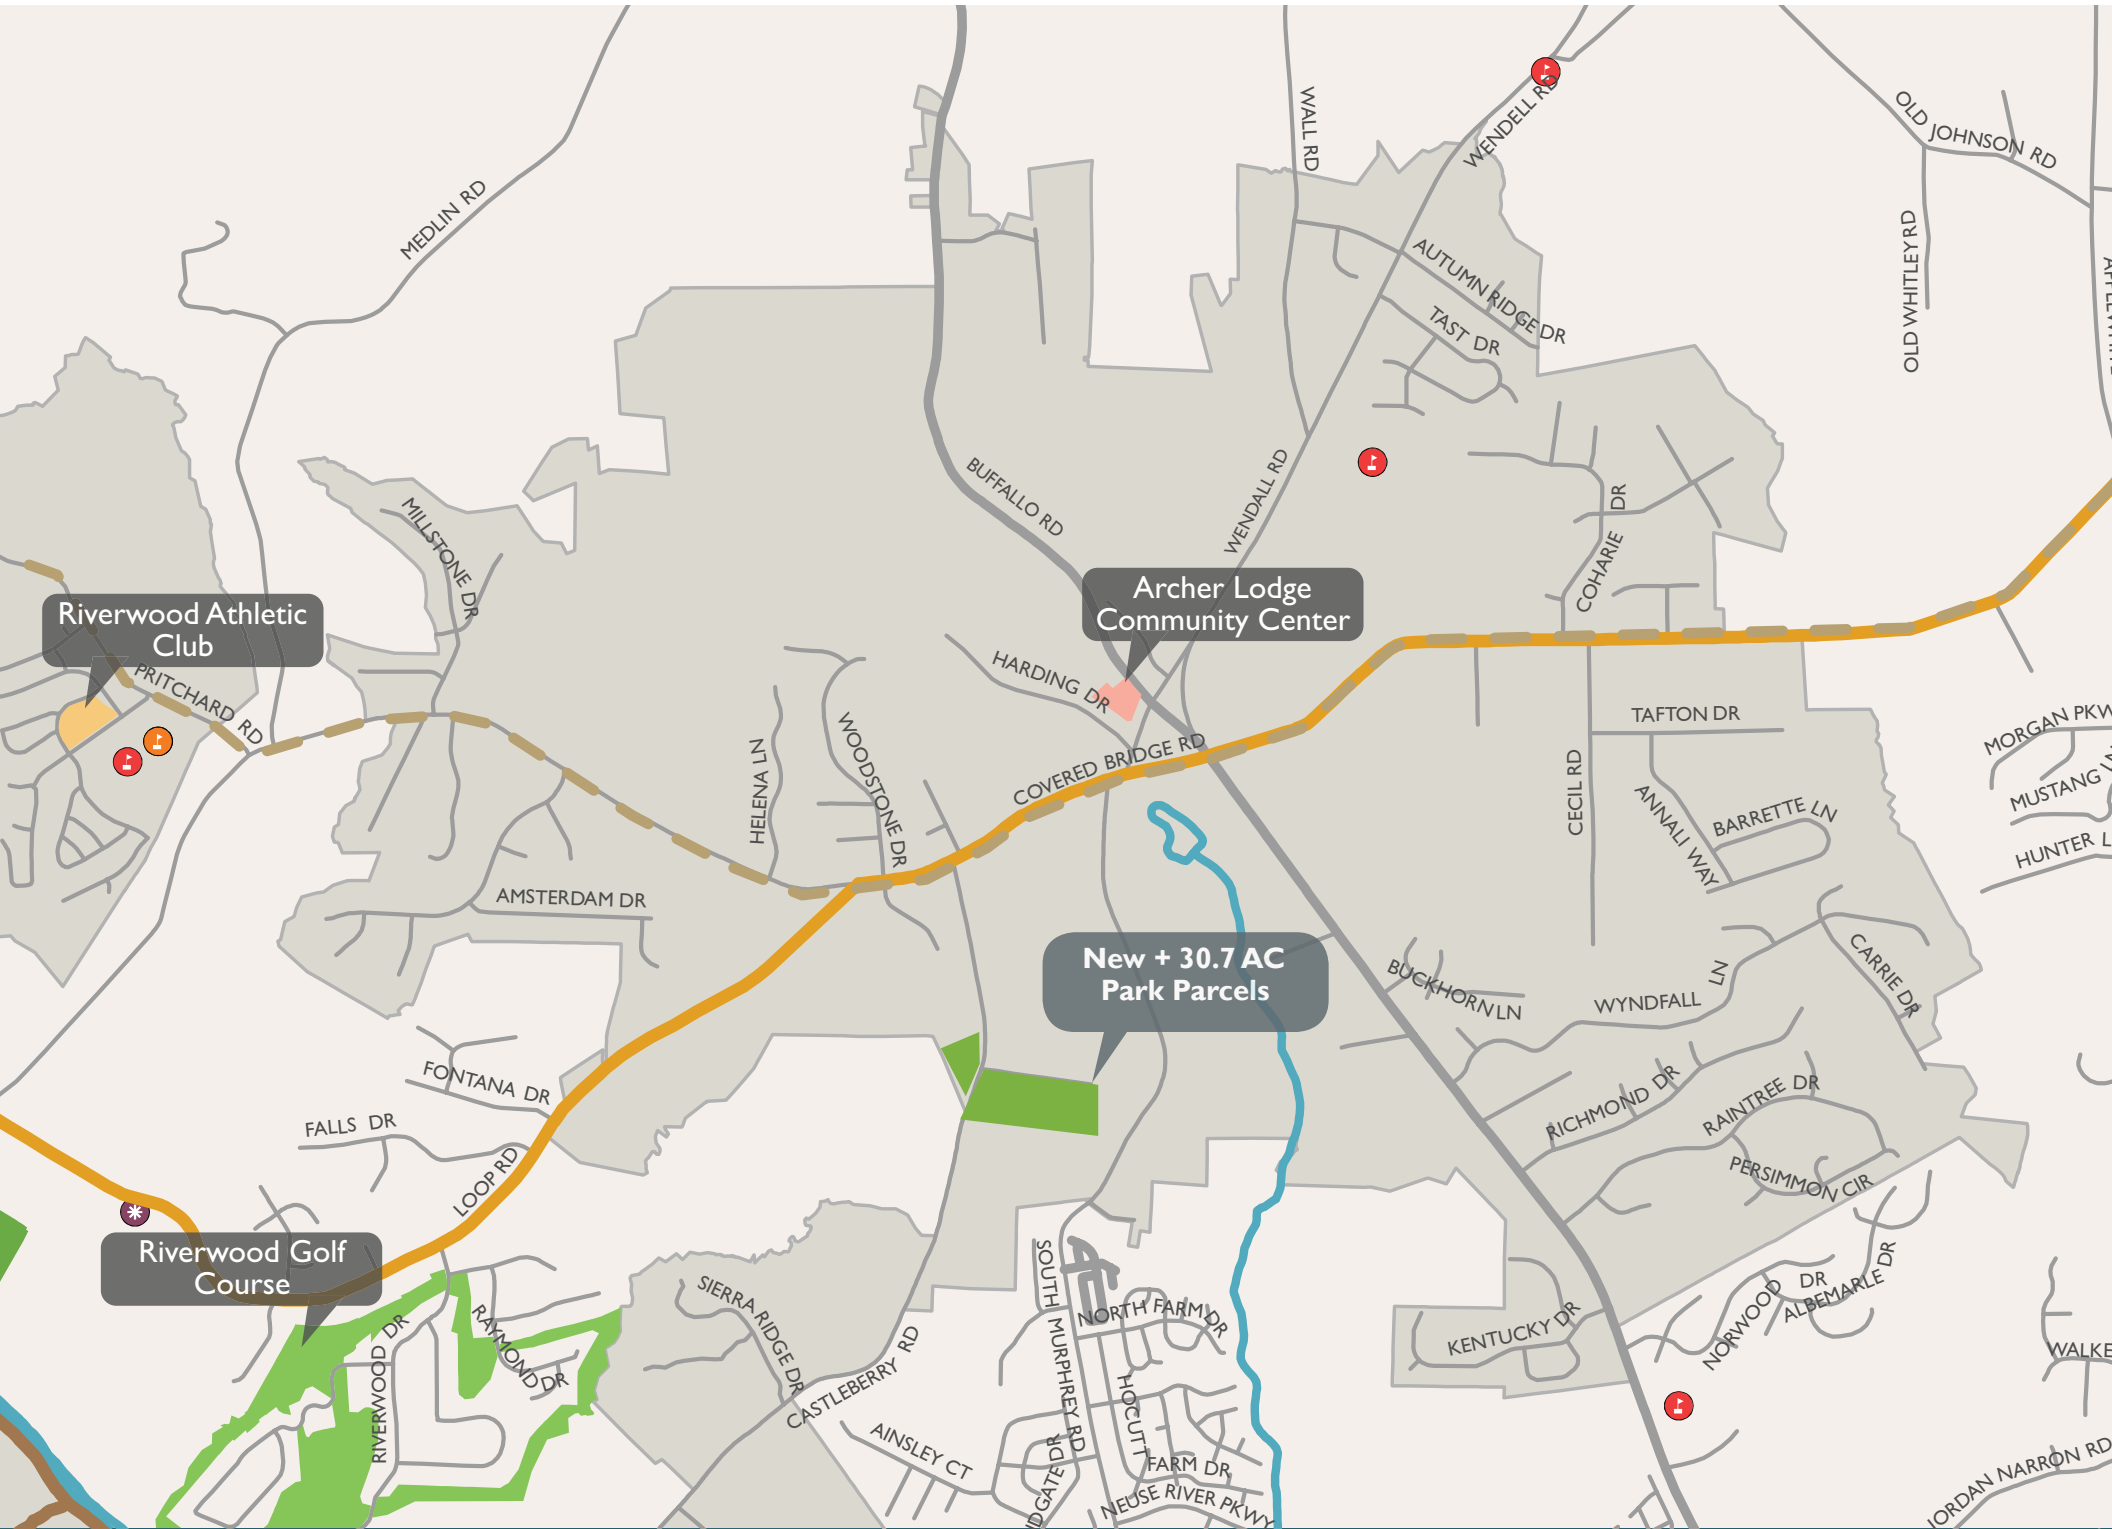 WENDELL RD
WALL RD
OLD JOHNSON RD
MEDLIN RD
OLD WHITLEY RD
AUTUMN RIDGE DR
TAST DR
BUFFALLO RD
WENDALL RD
MILLSTONE DR
COHARIE DR
Archer Lodge
Community Center
Riverwood Athletic
Club
PRITCHARD RD
HARDING DR
TAFTON DR
MORGAN PKW
WOODSTONE DR
HELENA LN
COVERED BRIDGE RD
CECIL RD
ANNALI WAY
BARRETTE LN
MUSTANG
HUNTER L
AMSTERDAM DR
New + 30.7 AC
Park Parcels
BUCKHORN LN
WYNDFALL LN
CARRIE DR
FONTANA DR
FALLS DR
RICHMOND DR
RAINTREE DR
PERSIMMON CIR
LOOP RD
Riverwood Golf
Course
SIERRA RIDGE DR
SOUTH MURPHREY RD
NORTH FARM DR
KENTUCKY DR
NORWOOD DR
ALBEMARLE DR
WALKE
RAYMOND DR
RIVERWOOD DR
CASTLEBERRY RD
HOCUTT
AINSLEY CT
FARM DR
NDGATE DR
NEUSE RIVER PKWY
JORDAN NARRON RD